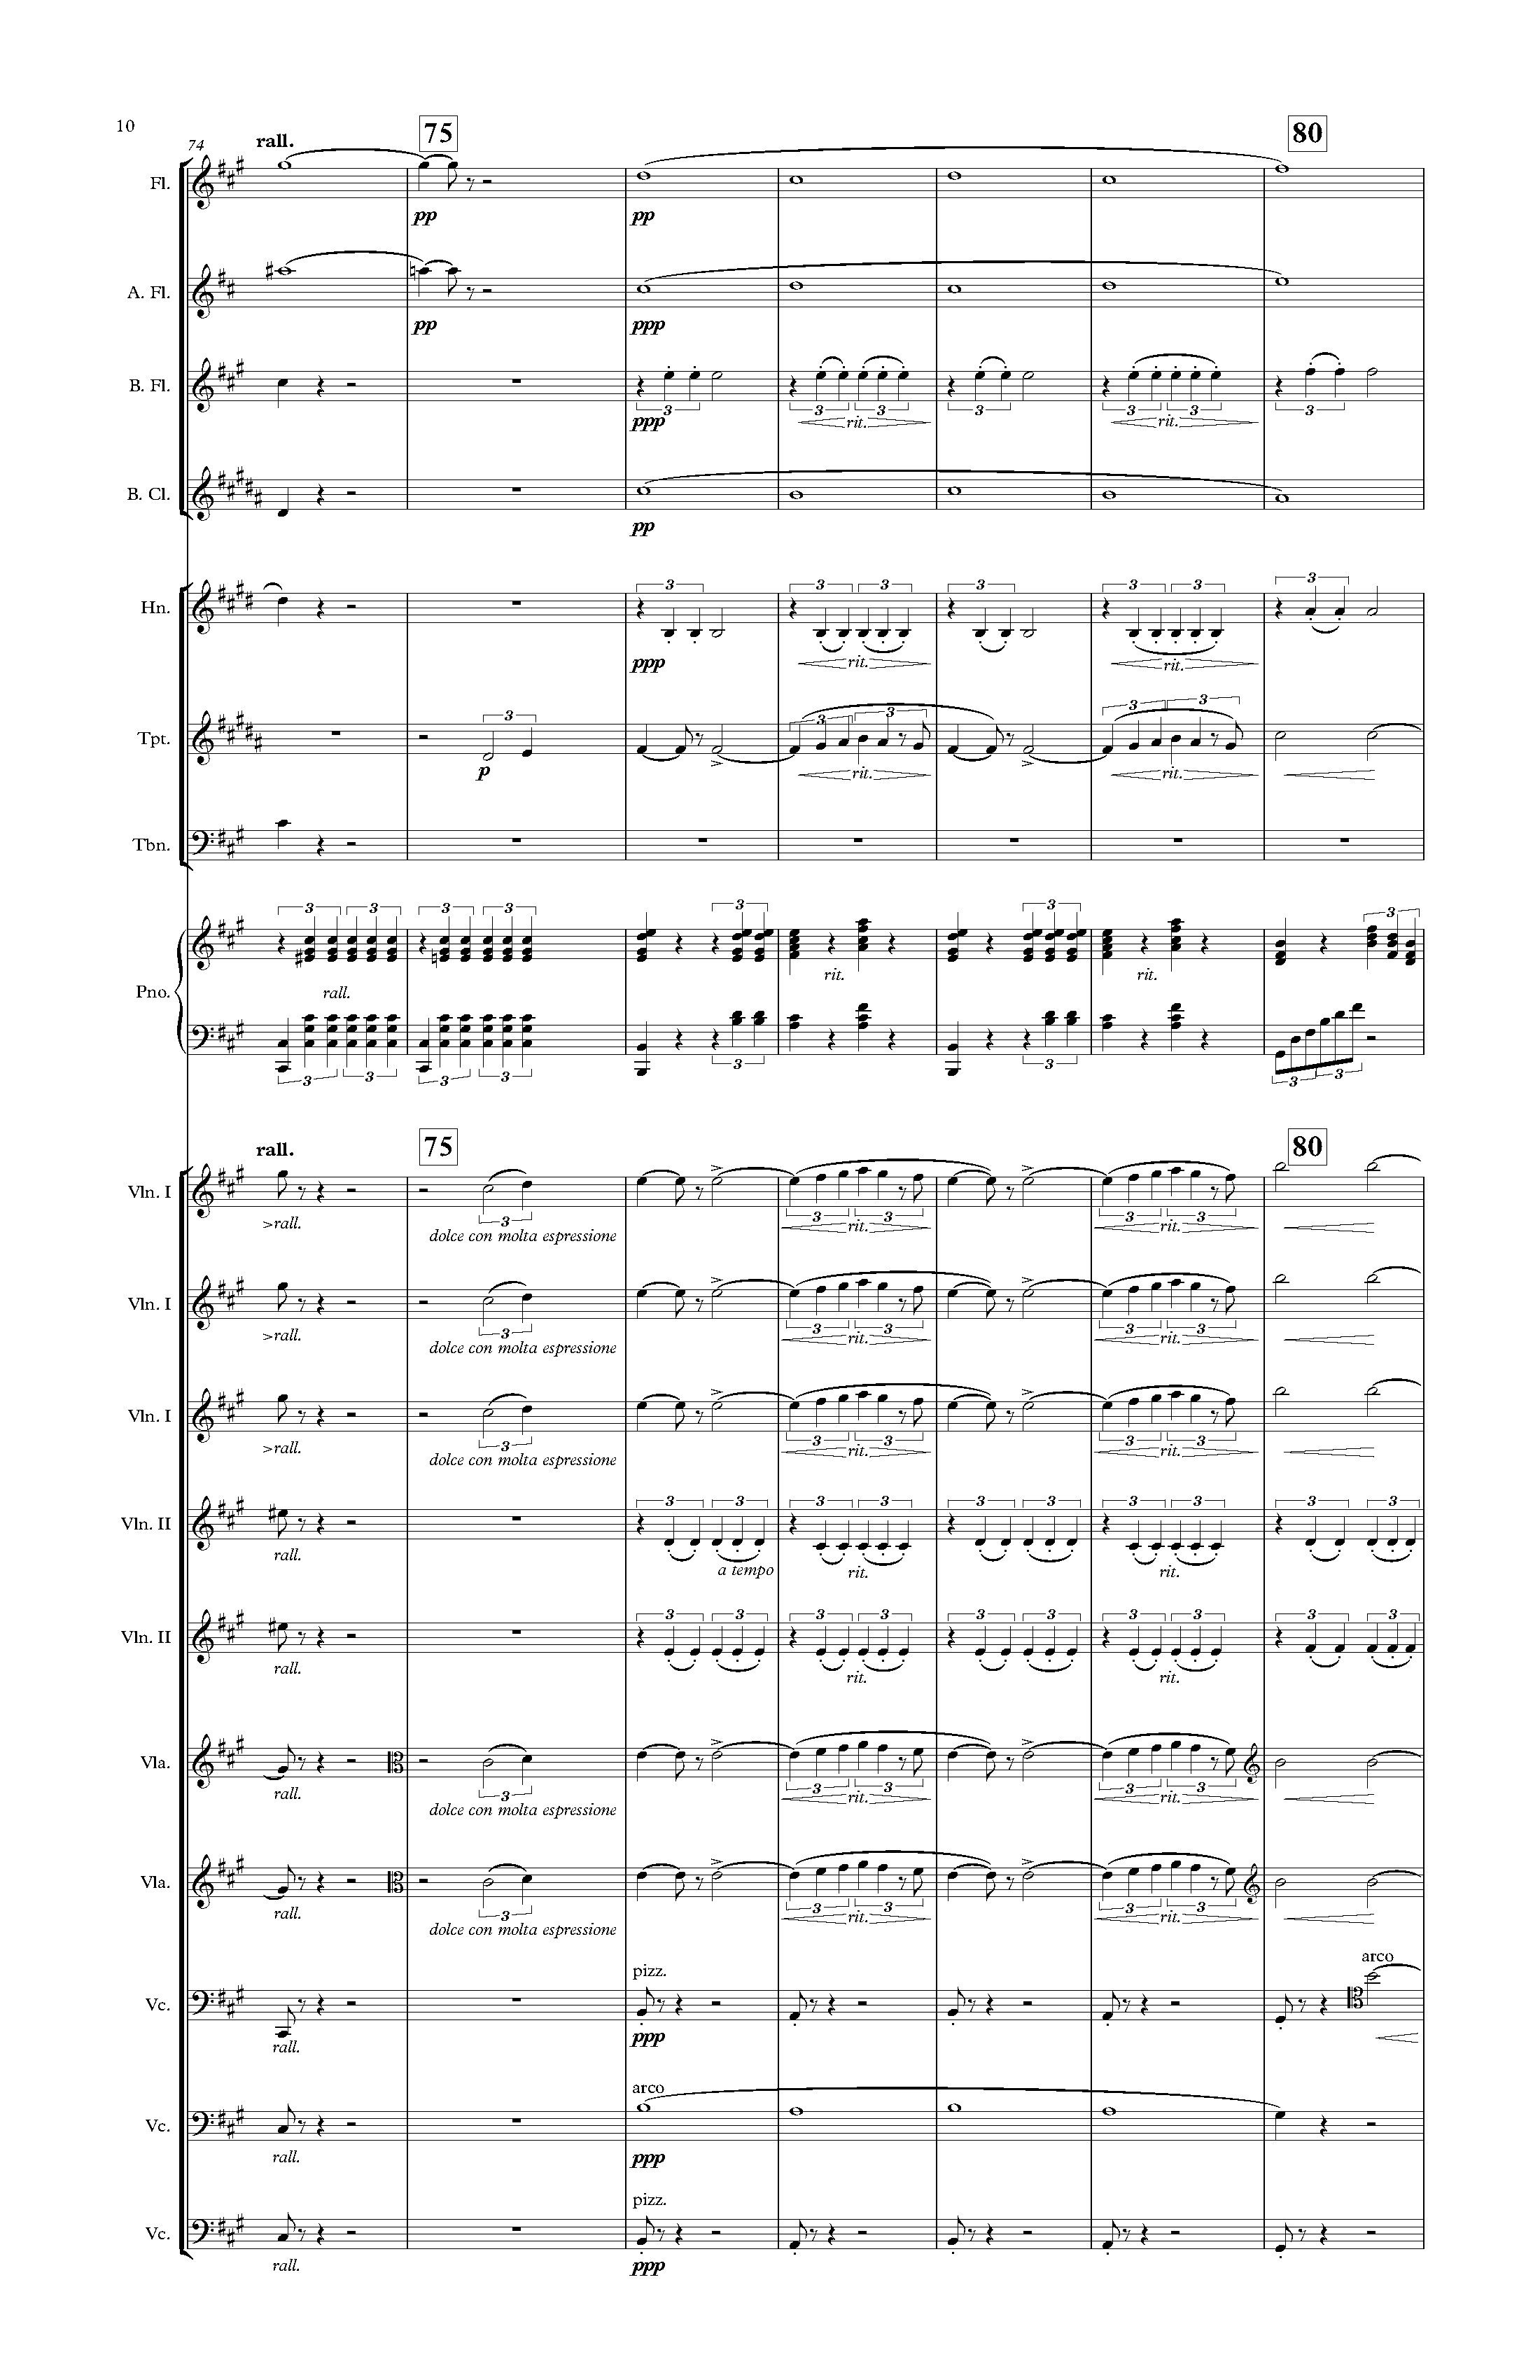 10
74
rall.
75
80
Fl.
pp
pp
A. Fl.
pp
ppp
B. Fl.
3
3
3
3
3
3
3
ppp
rit.
rit.
B. Cl.
pp
Hn.
3
3
3
3
3
3
3
ppp
rit.
rit.
Tpt.
3
3
3
3
3
p
rit.
rit.
Tbn.
Pno.
3
3
3
3
3
3
3
rit.
rit.
rall.
3
3
3
3
3
3
3
3
rall.
75
80
Vln. I
>rall.
3
3
3
3
3
rit.
rit.
dolce con molta espressione
Vln. I
>rall.
3
3
3
3
3
rit.
rit.
dolce con molta espressione
Vln. I
>rall.
3
3
3
3
3
rit.
rit.
dolce con molta espressione
Vln. II
3
3
3
3
3
3
3
3
3
3
rall.
a tempo
rit.
rit.
Vln. II
3
3
3
3
3
3
3
3
3
3
rall.
rit.
rit.
Vla.
rall.
3
3
3
3
3
rit.
rit.
dolce con molta espressione
Vla.
rall.
3
3
3
3
3
rit.
rit.
dolce con molta espressione
pizz.
arco
Vc.
rall.
ppp
arco
Vc.
rall.
ppp
pizz.
Vc.
rall.
ppp